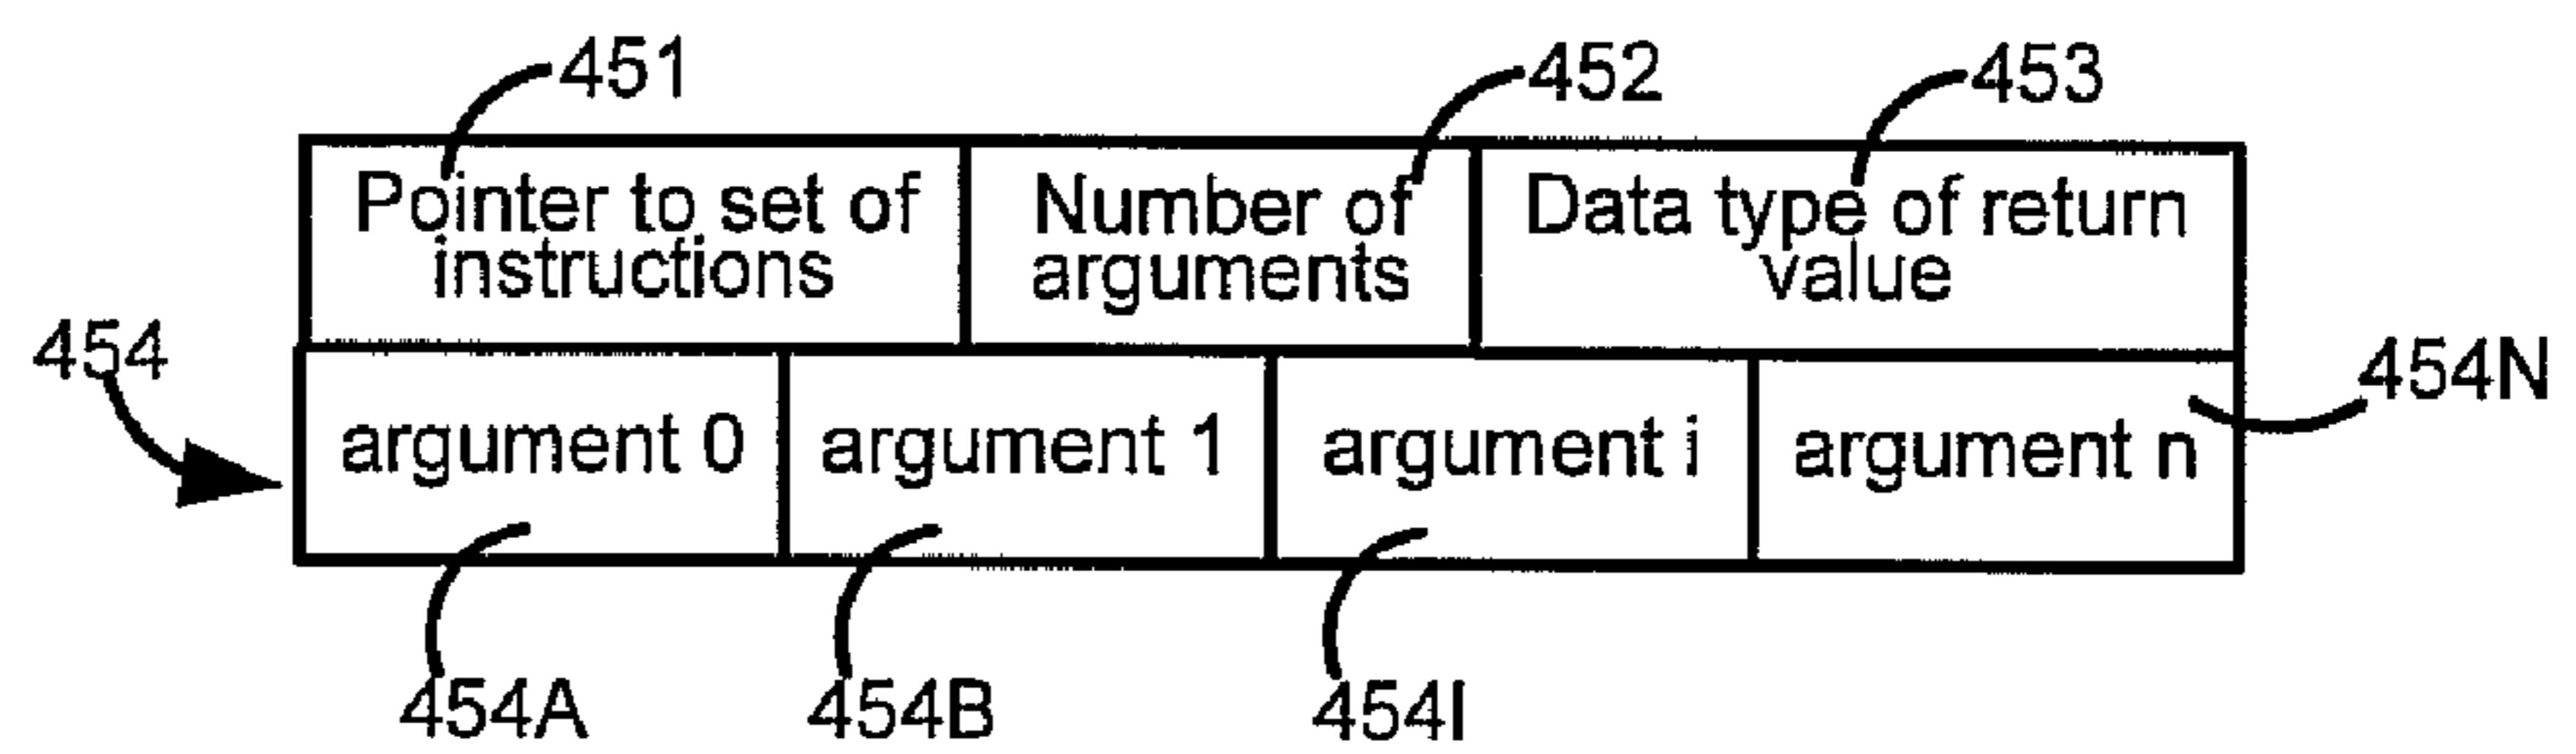 451 452 453
Pointer to set of instructions
Number of arguments
Data type of return value
454
454N
argument 0 argument 1 argument i argument n
454A 454B 454I